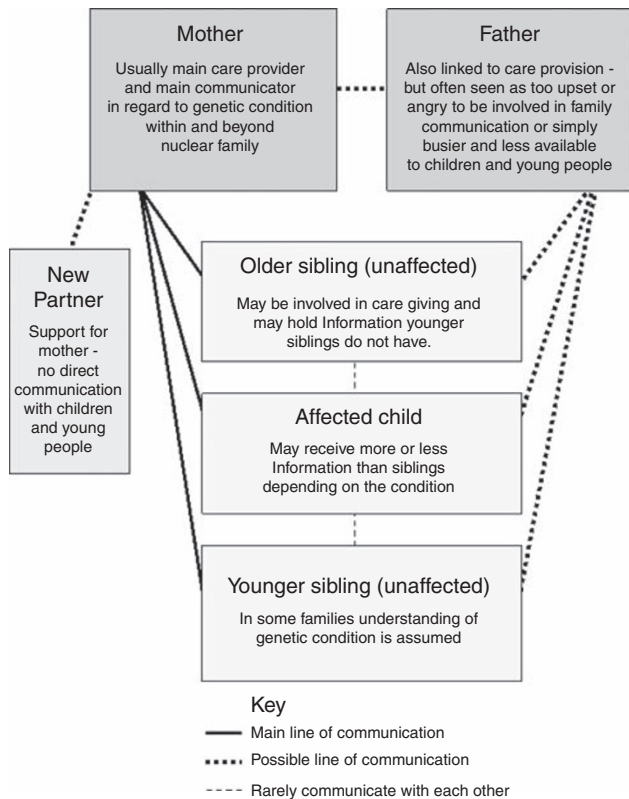 Mother
Usually main care provider
and main communicator
in regard to genetic condition
within and beyond
nuclear family
Father
Also linked to care provision -
but often seen as too upset or
angry to be involved in family
communication or simply
busier and less available
to children and young people
New
Partner
Support for
mother -
no direct
communication
with children
and young
people
Older sibling (unaffected)
May be involved in care giving and
may hold Information younger
siblings do not have.
Affected child
May receive more or less
Information than siblings
depending on the condition
Younger sibling (unaffected)
In some families understanding of
genetic condition is assumed
Key
Main line of communication
Possible line of communication
Rarely communicate with each other